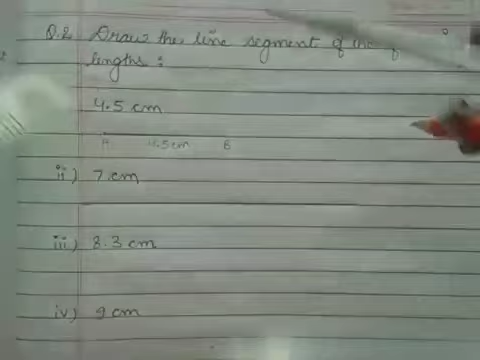 Q.2 Draw the line segment of the
lengths :
4.5 cm
A 4.5 cm B
ii) 7 cm
iii) 8.3 cm
iv) 9 cm